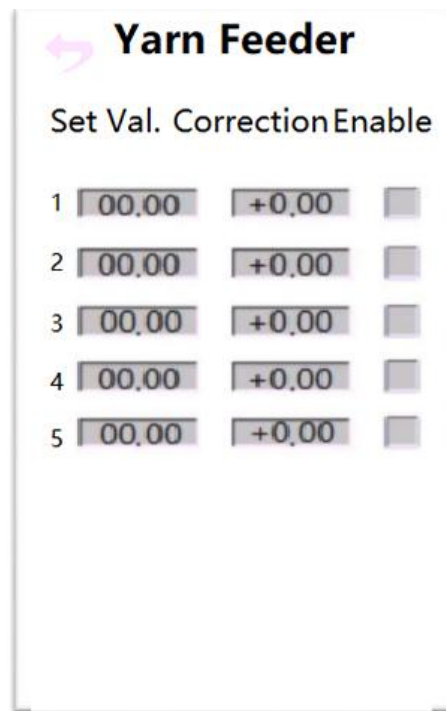 Yarn Feeder
Set Val. Correction Enable
1 00.00 +0.00
2 00.00 +0.00
3 00.00 +0.00
4 00.00 +0.00
5 00.00 +0.00